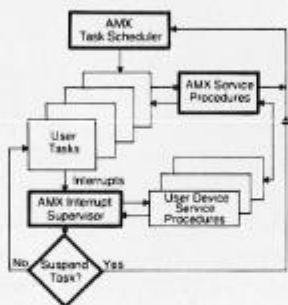 AMX
Task Scheduler
AMX Service
Procedures
User
Tasks
Interrupts
AMX Interrupt
Supervisor
User Device
Service
Procedures
No
Suspend
Task?
Yes